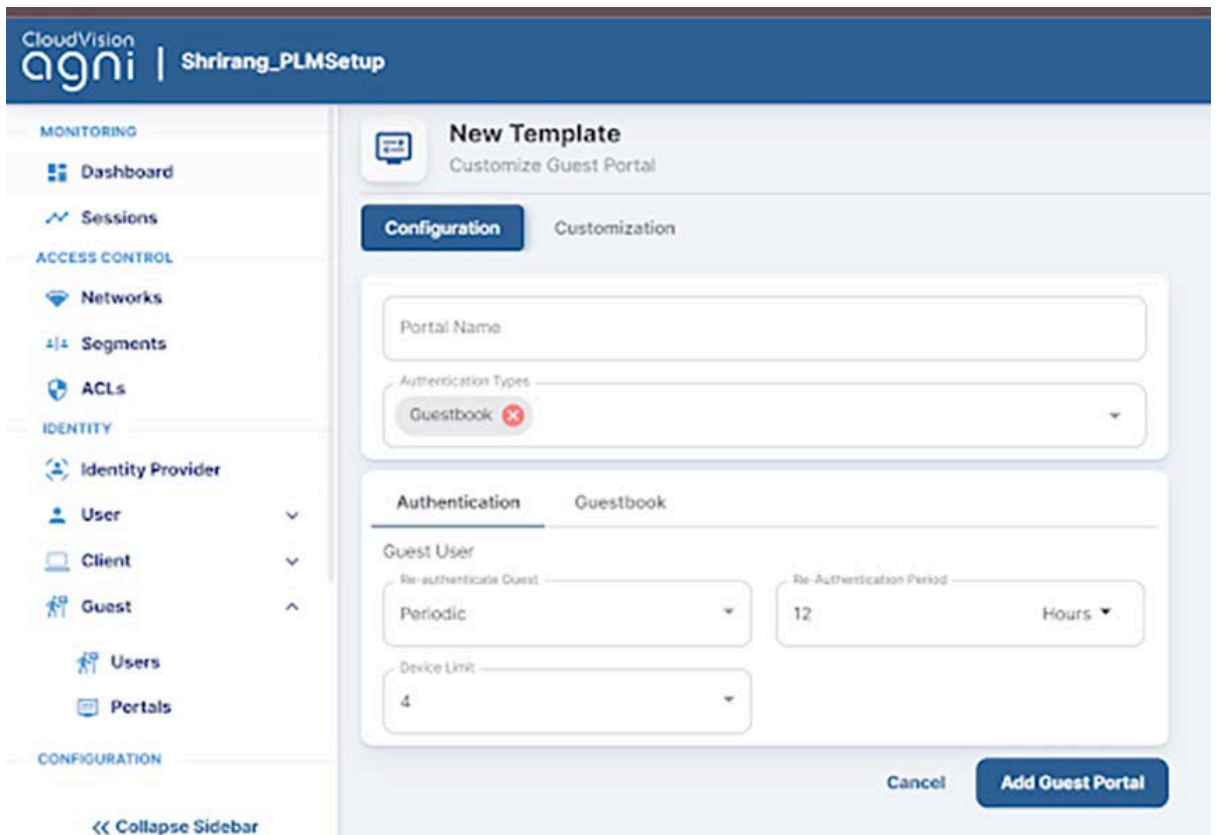 CloudVision
agni | Shrirang_PLMSetup
MONITORING
Dashboard
Sessions
ACCESS CONTROL
Networks
Segments
ACLs
IDENTITY
Identity Provider
User
Client
Guest
Users
Portals
CONFIGURATION
Collapse Sidebar
New Template
Customize Guest Portal
Configuration
Customization
Portal Name
Authentication Types
Guestbook
Authentication
Guestbook
Guest User
Re-authenticate Guest
Periodic
Re-Authentication Period
12 Hours
Device Limit
4
Cancel
Add Guest Portal